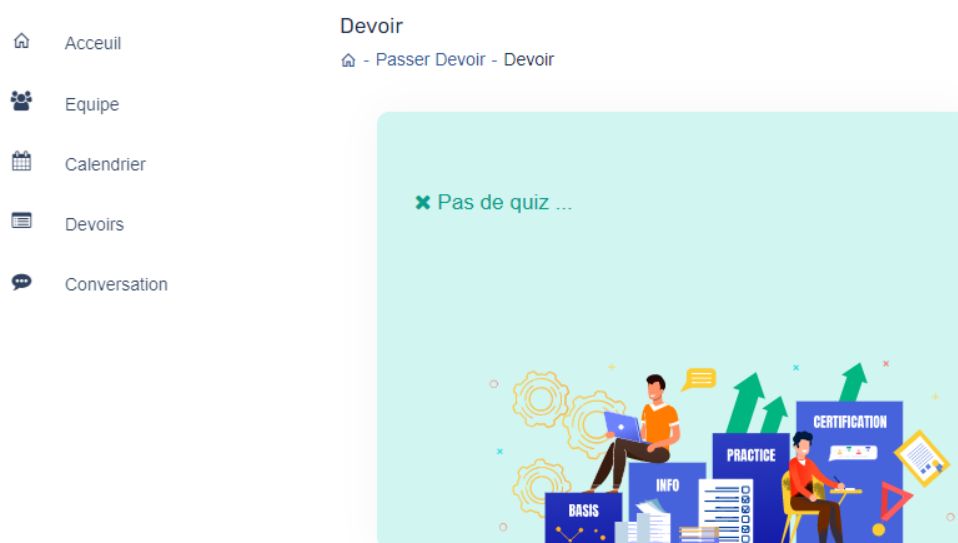 Acceuil
Equipe
Calendrier
Devoirs
Conversation
Devoir
- Passer Devoir - Devoir
Pas de quiz ...
CERTIFICATION
PRACTICE
INFO
BASIS